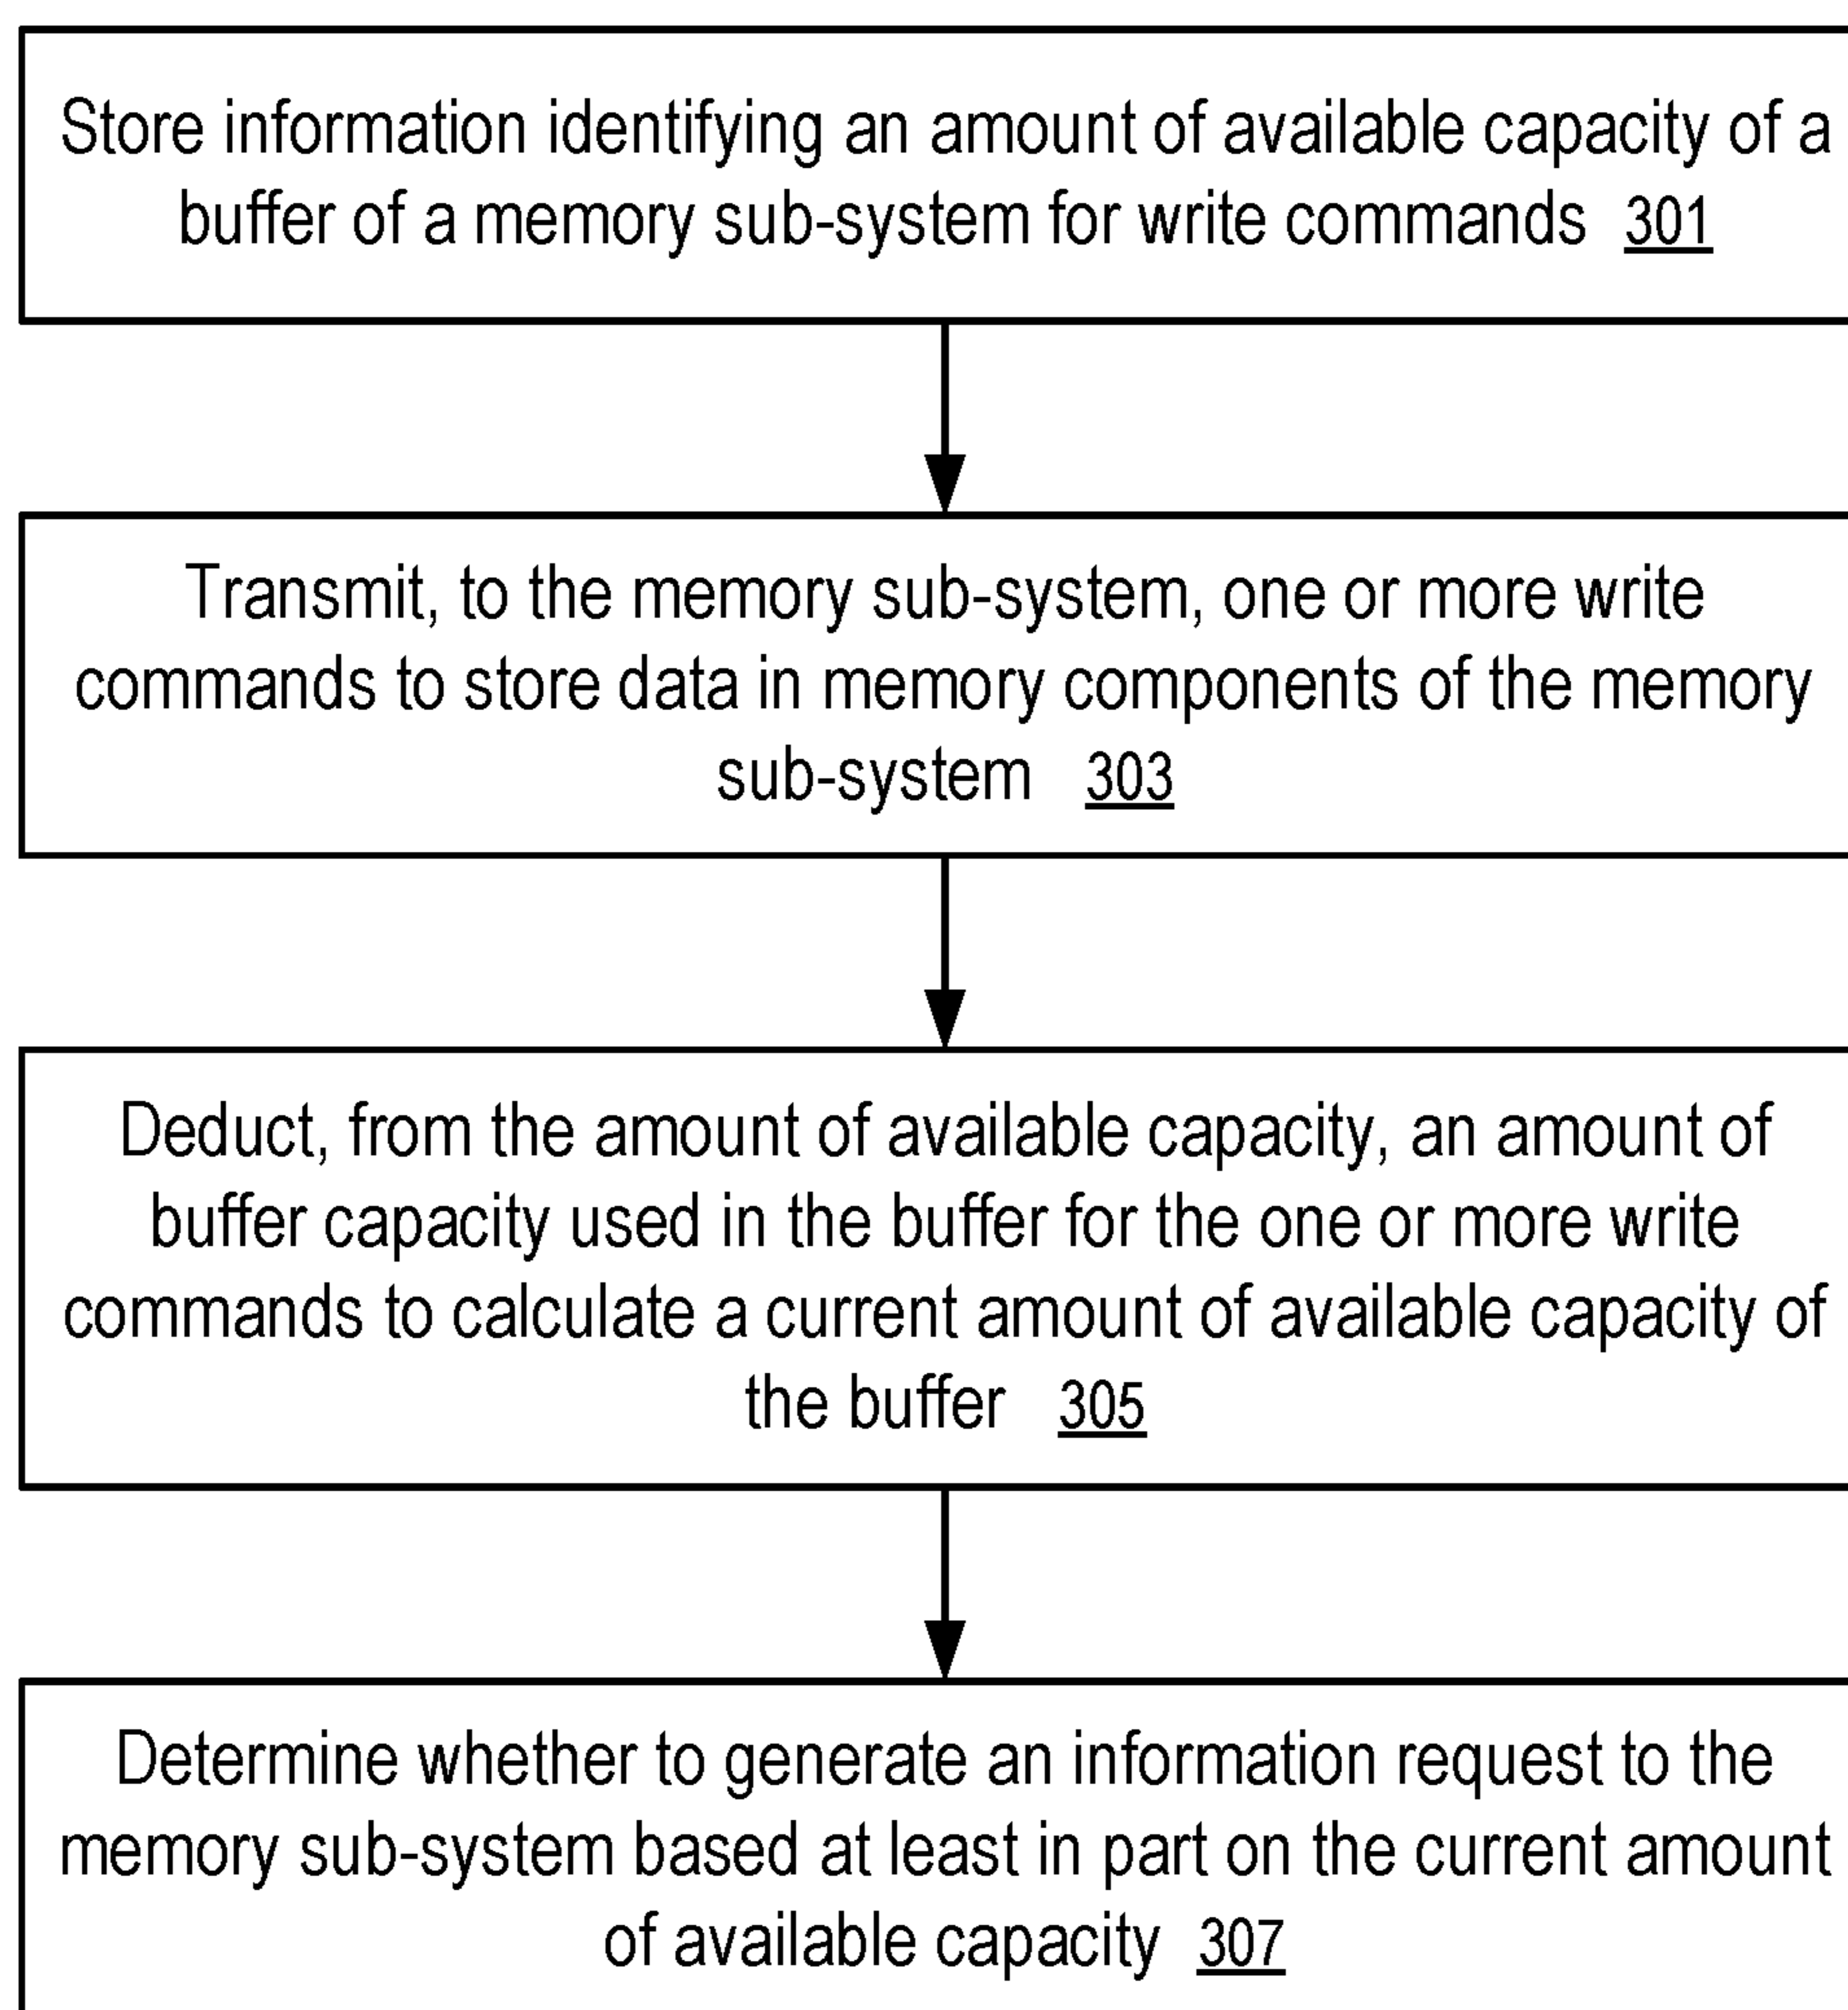 Store information identifying an amount of available capacity of a
buffer of a memory sub-system for write commands 301
Transmit, to the memory sub-system, one or more write
commands to store data in memory components of the memory
sub-system 303
Deduct, from the amount of available capacity, an amount of
buffer capacity used in the buffer for the one or more write
commands to calculate a current amount of available capacity of
the buffer 305
Determine whether to generate an information request to the
memory sub-system based at least in part on the current amount
of available capacity 307